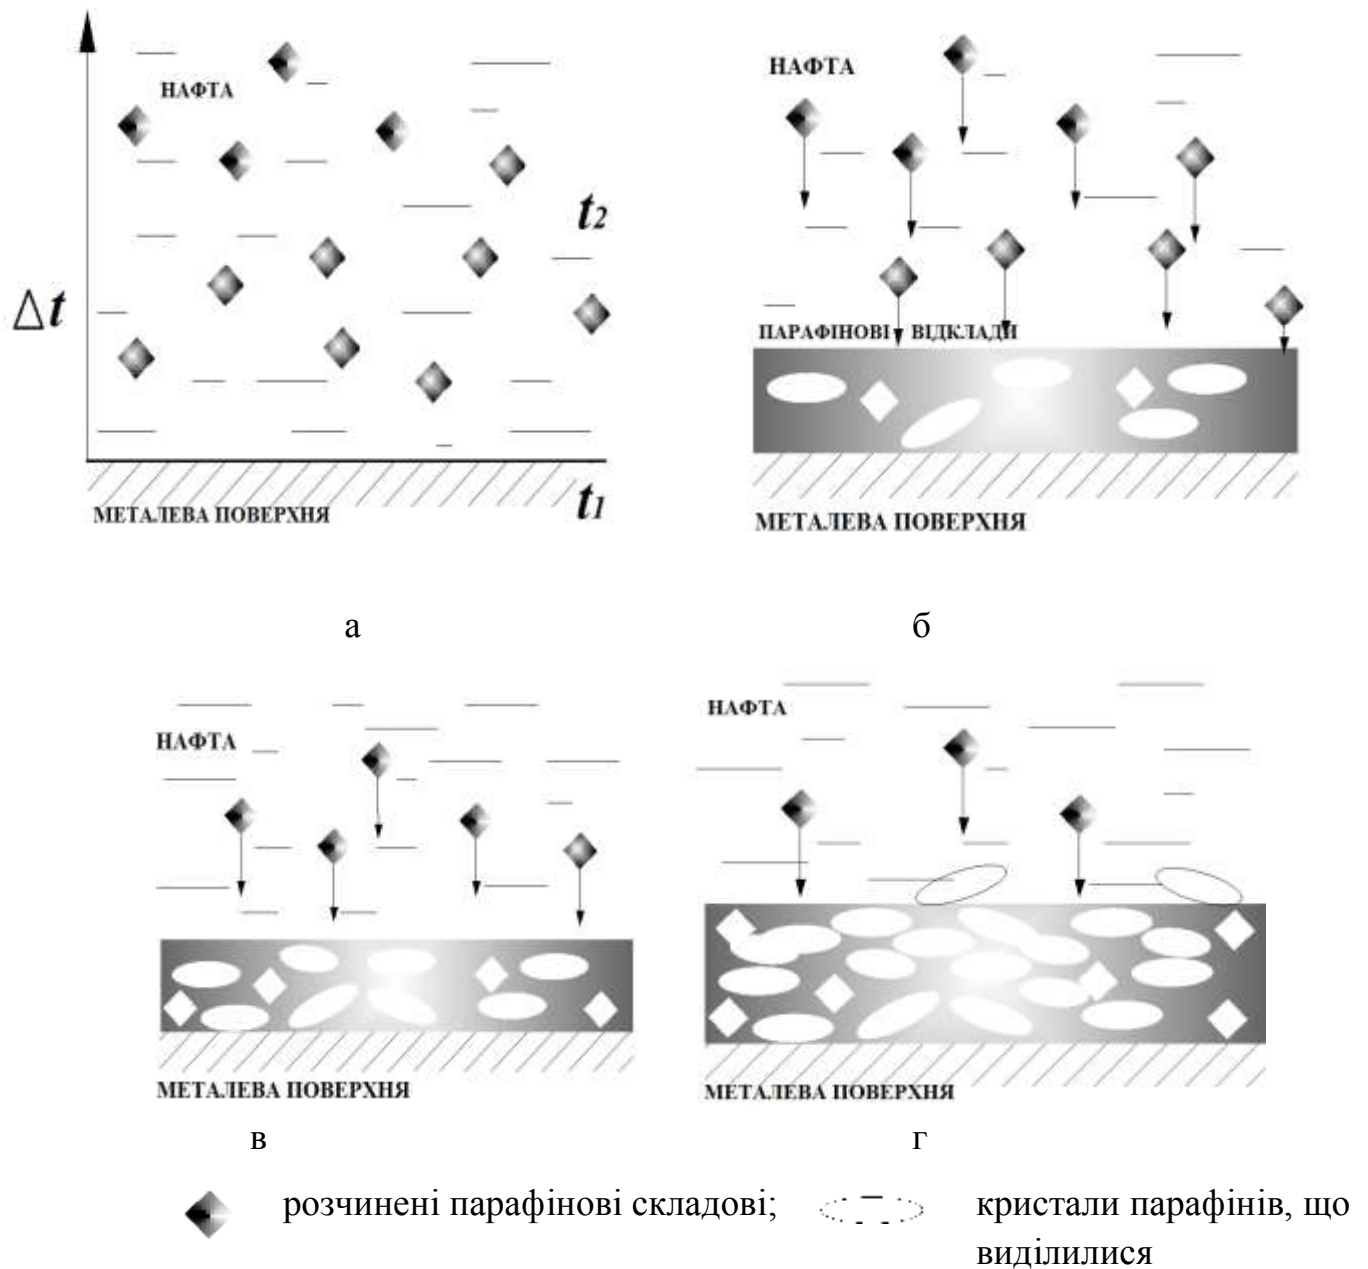 НАФТА
t2
Δt
t1
МЕТАЛЕВА ПОВЕРХНЯ
а
НАФТА
ПАРАФІНОВІ ВІДКЛАДИ
МЕТАЛЕВА ПОВЕРХНЯ
б
НАФТА
МЕТАЛЕВА ПОВЕРХНЯ
в
НАФТА
МЕТАЛЕВА ПОВЕРХНЯ
г
розчинені парафінові складові;
кристали парафінів, що
виділилися